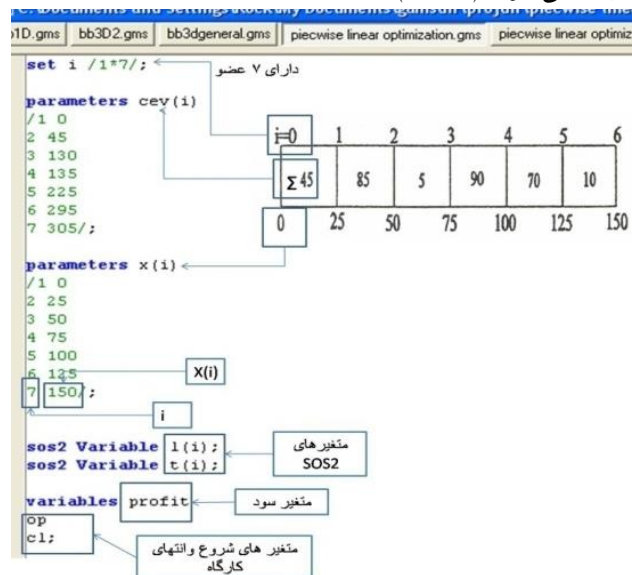 1D.gms bb3D2.gms bb3dgeneral.gms piecwise linear optimization.gms piecwise linear optimiz
set i /1*7/;
دارای ۷ عضو
parameters cev(i)
/1 0
2 45
3 130
4 135
5 225
6 295
7 305/;
i=0 1 2 3 4 5 6
Σ 45 85 5 90 70 10
0 25 50 75 100 125 150
parameters x(i)
/1 0
2 25
3 50
4 75
5 100
6 125
7 150/;
X(i)
i
sos2 Variable l(i);
sos2 Variable t(i);
متغیرهای
SOS2
variables profit
متغیر سود
op
cl;
متغیر های شروع وانتهای
کارگاه